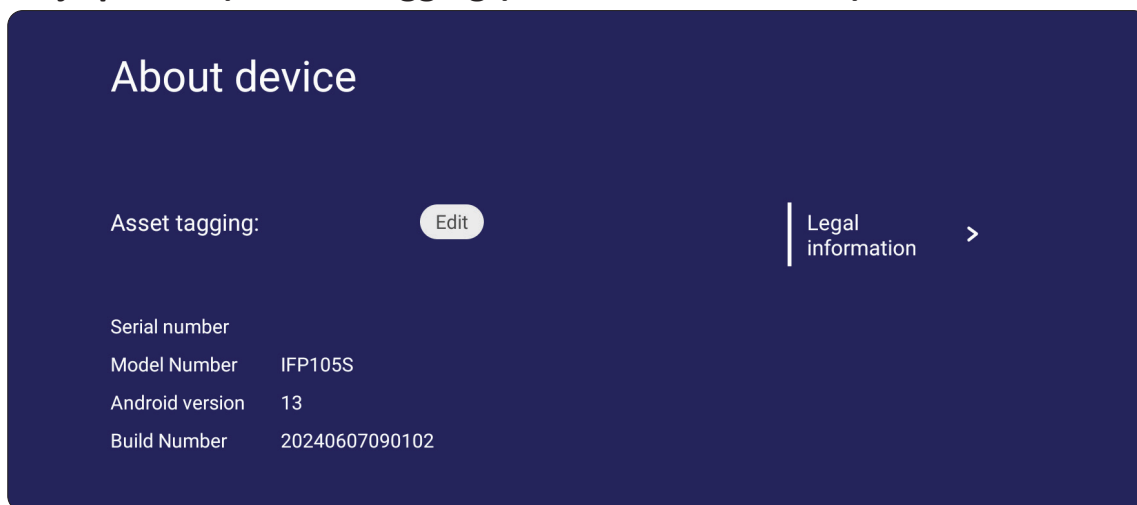 About device
Asset tagging:
Edit
Legal
information
Serial number
Model Number IFP105S
Android version 13
Build Number 20240607090102